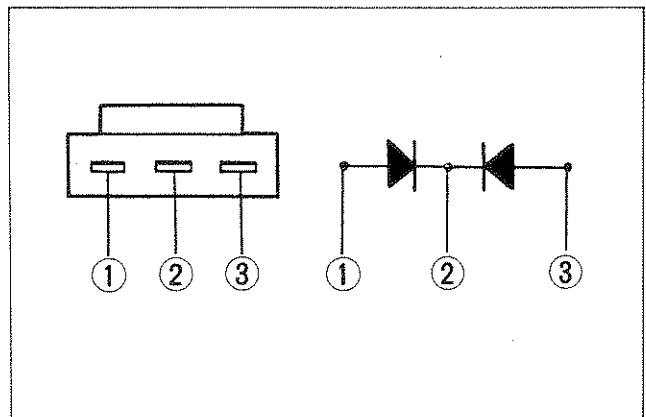 ① ② ③ ① ② ③